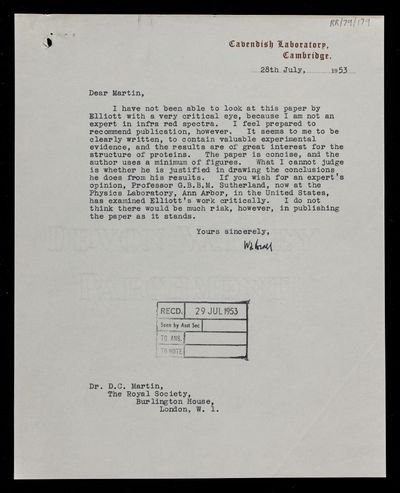 RR/79/179
Cavendish Laboratory,
Cambridge.
28th July, 1953
Dear Martin,
I have not been able to look at this paper by
Elliott with a very critical eye, because I am not an
expert in infra red spectra. I feel prepared to
recommend publication, however. It seems to me to be
clearly written, to contain valuable experimental
evidence, and the results are of great interest for the
structure of proteins. The paper is concise, and the
author uses a minimum of figures. What I cannot judge
is whether he is justified in drawing the conclusions
he does from his results. If you wish for an expert's
opinion, Professor G.B.B.M. Sutherland, now at the
Physics Laboratory, Ann Arbor, in the United States,
has examined Elliott's work critically. I do not
think there would be much risk, however, in publishing
the paper as it stands.
Yours sincerely,
RECD. 29 JUL 1953
Seen by Asst Sec
TO ANS.
TO NOTE
Dr. D.C. Martin,
The Royal Society,
Burlington House,
London, W. 1.